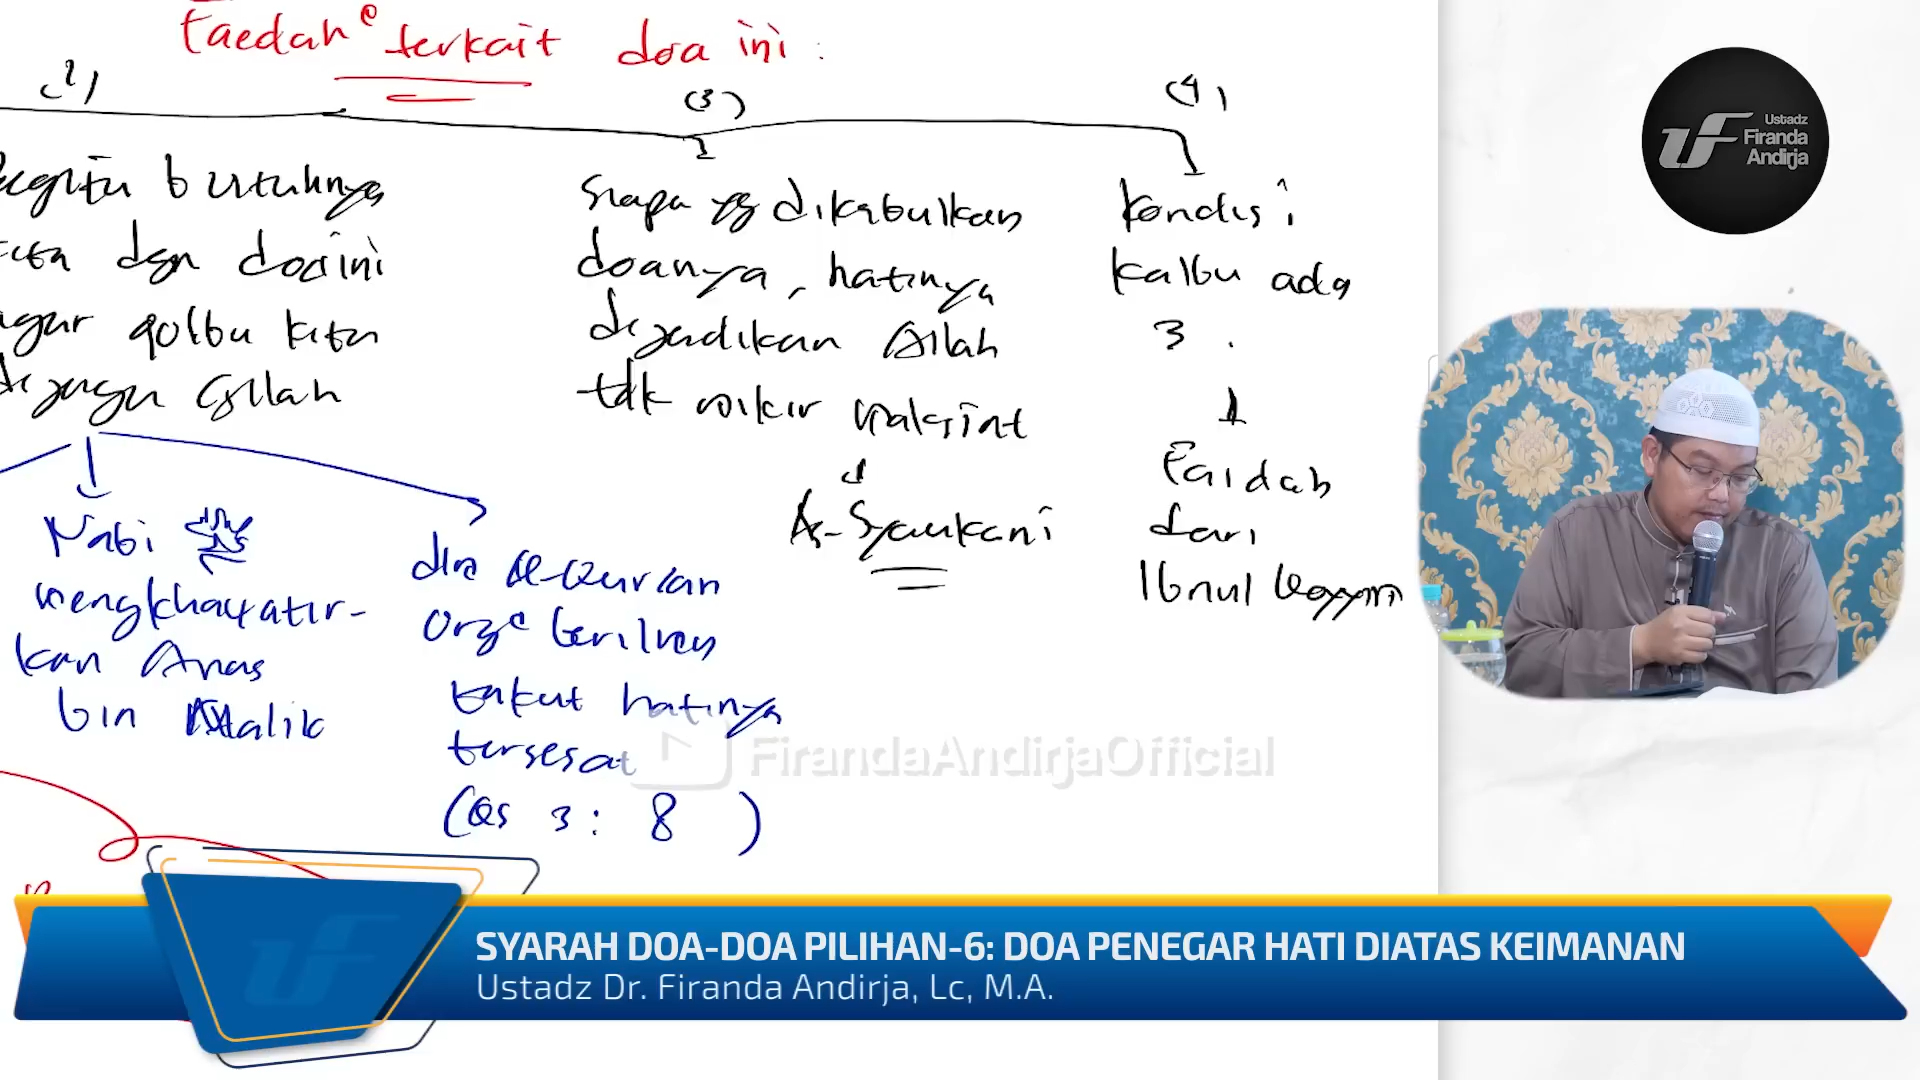 Faedah² terkait doa ini :
(2)
(3)
(4)
begitu butuhnya
kita dgn doa ini
agar qolbu kita
dijaga Allah
Siapa yg dikabulkan
doanya, hatinya
dijadikan Allah
tdk mikir maksiat
As-Syaukani
kondisi
kalbu ada
3 .
Faidah
dari
Ibnul Qoyyim
Nabi ﷺ
mengkhawatir-
kan Anas
bin Malik
doa Al-Qur'an
org² berilmu
takut hatinya
tersesat
(QS 3 : 8 )
FirandaAndirjaOfficial
Ustadz
Firanda
Andirja
SYARAH DOA-DOA PILIHAN-6: DOA PENEGAR HATI DIATAS KEIMANAN
Ustadz Dr. Firanda Andirja, Lc, M.A.